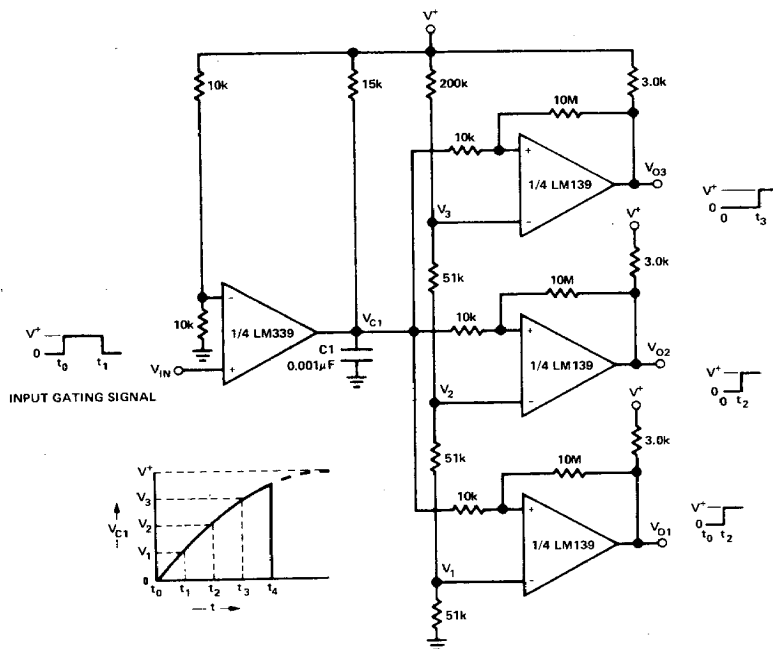 V+
10k
15k
200k
3.0k
10M
10k
+
1/4 LM139
-
VO3
V+
0
0
t3
V3
V+
3.0k
51k
10M
10k
+
1/4 LM139
-
VO2
V+
0
0 t2
-
10k
1/4 LM339
+
VC1
C1
0.001μF
V+
0
t0 t1
VIN
INPUT GATING SIGNAL
V2
V+
3.0k
51k
10M
10k
+
1/4 LM139
-
VO1
V+
0
t0 t2
V1
51k
V+
V3
V2
V1
0
VC1
t0 t1 t2 t3 t4
t